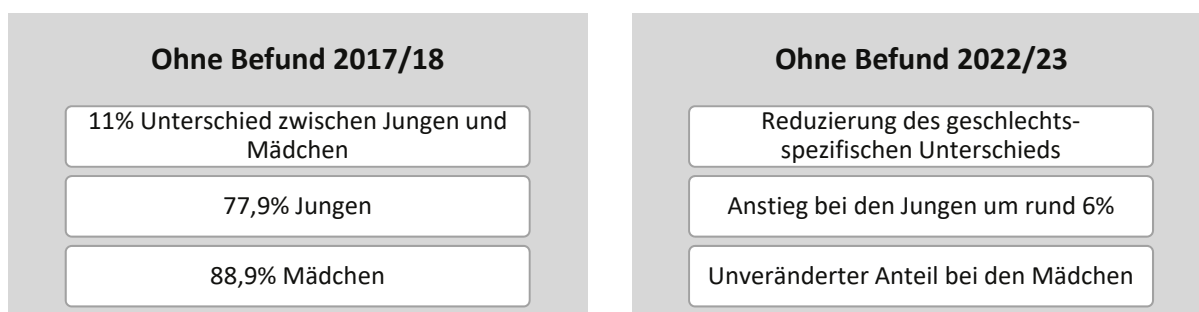 Ohne Befund 2017/18
11% Unterschied zwischen Jungen und
Mädchen
77,9% Jungen
88,9% Mädchen
Ohne Befund 2022/23
Reduzierung des geschlechts-
spezifischen Unterschieds
Anstieg bei den Jungen um rund 6%
Unveränderter Anteil bei den Mädchen